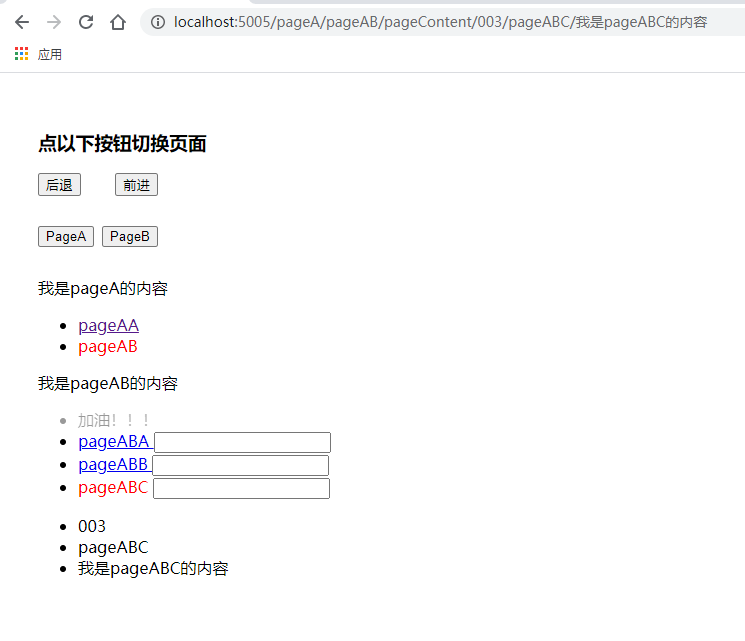 localhost:5005/pageA/pageAB/pageContent/003/pageABC/我是pageABC的内容
应用
点以下按钮切换页面
后退 前进
PageA PageB
我是pageA的内容
pageAA
pageAB
我是pageAB的内容
加油！！！
pageABA
pageABB
pageABC
003
pageABC
我是pageABC的内容